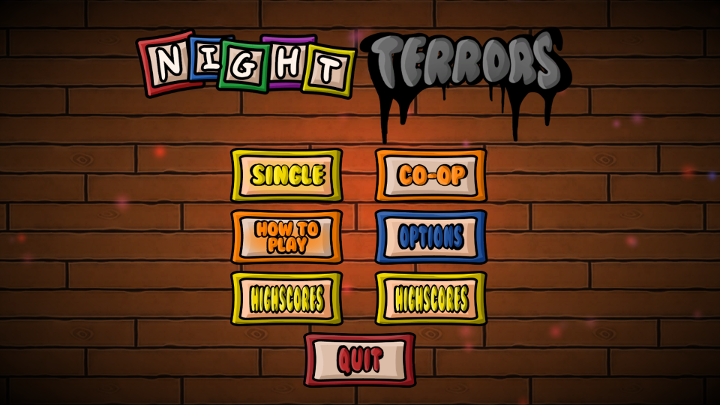 NIGHT TERRORS
SINGLE CO-OP
HOW TO
PLAY
OPTIONS
HIGHSCORES HIGHSCORES
QUIT